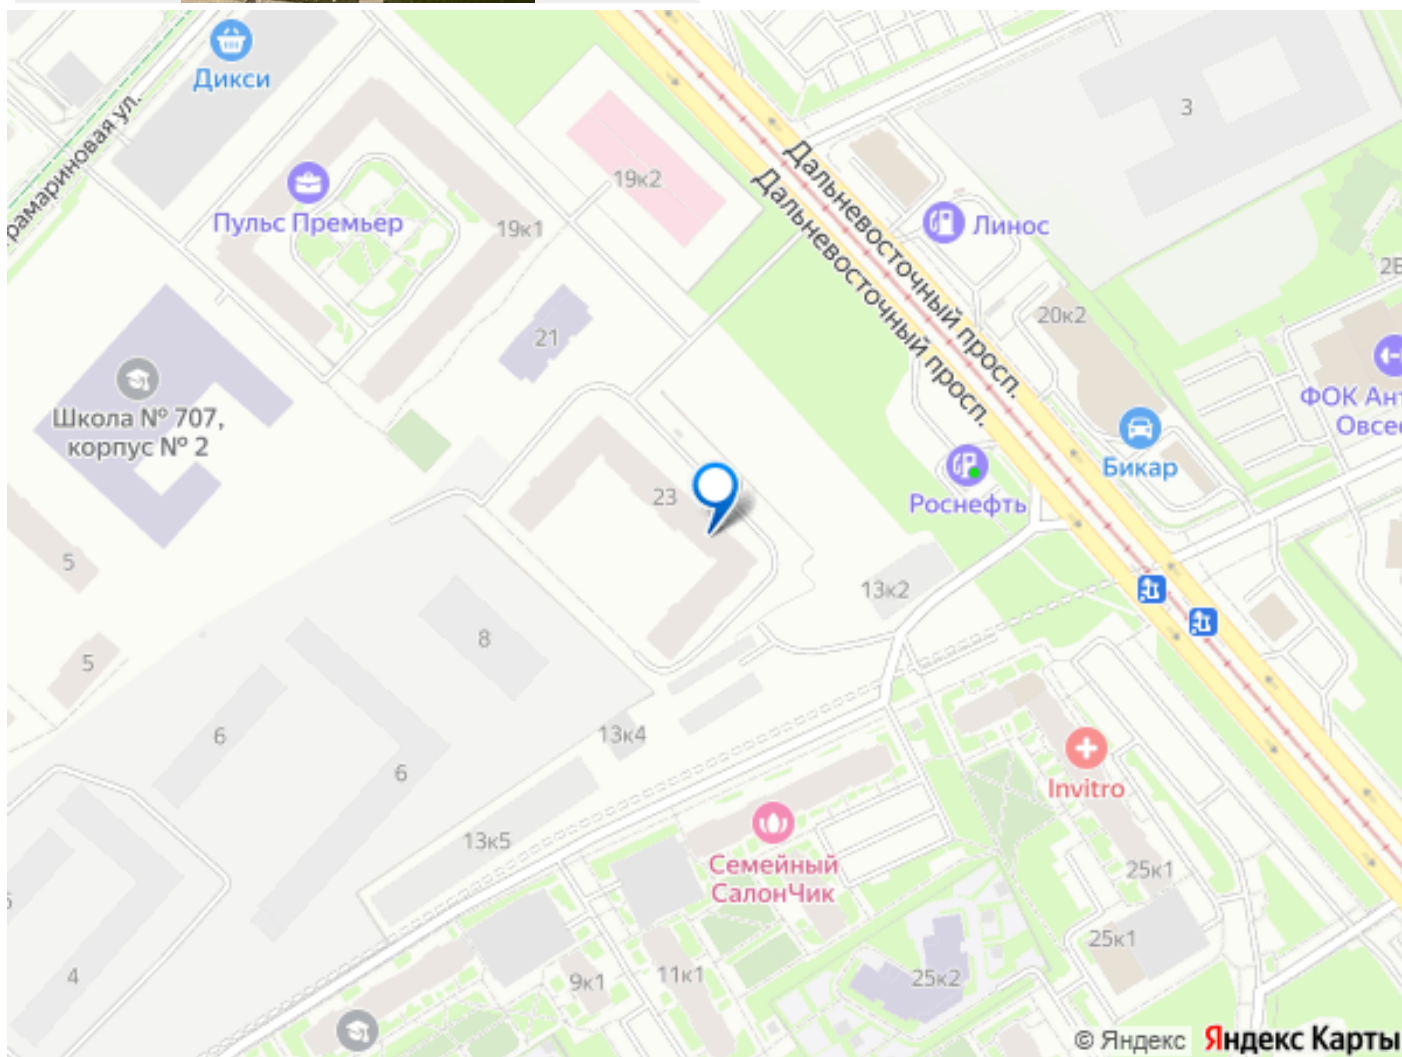 Дикси
3
19к2
Дальневосточный просп.
Дальневосточный просп.
Пульс Премьер
19к1
Линос
20к2
21
Школа № 707,
корпус № 2
ФОК Ант
Бикар
23
Роснефть
5
13к2
8
5
6
13к4
6
Invitro
13к5
Семейный
СалонЧик
25к1
25к1
4
9к1
11к1
25к2
© Яндекс Яндекс Карты